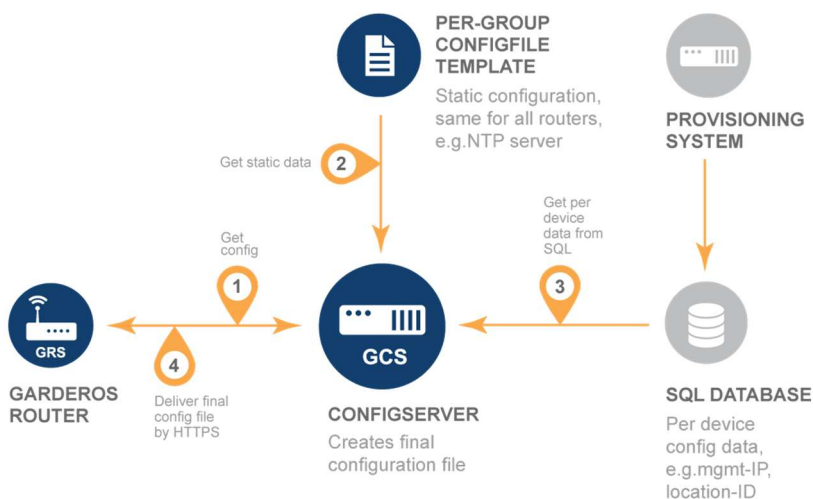 PER-GROUP
CONFIGFILE
TEMPLATE
Static configuration,
same for all routers,
e.g.NTP server
PROVISIONING
SYSTEM
Get static data
2
Get per
device
data from
SQL
3
Get
config
1
GRS
GARDEROS
ROUTER
4
Deliver final
config file
by HTTPS
GCS
CONFIGSERVER
Creates final
configuration file
SQL DATABASE
Per device
config data,
e.g.mgmt-IP,
location-ID